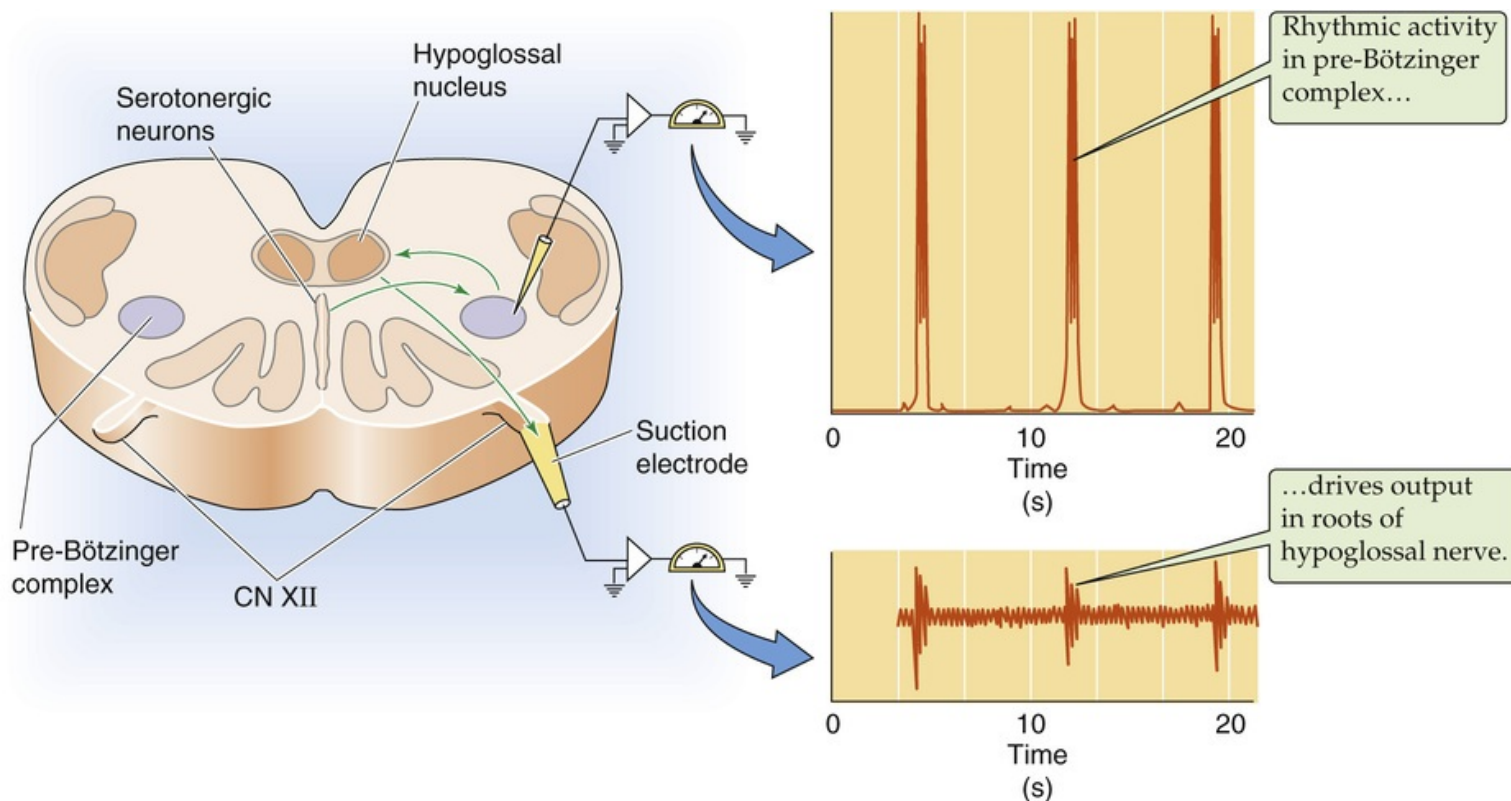 Hypoglossal
nucleus
Serotonergic
neurons
Pre-Bötzinger
complex
CN XII
Suction
electrode
Rhythmic activity
in pre-Bötzinger
complex…
0
10
20
Time
(s)
…drives output
in roots of
hypoglossal nerve.
0
10
20
Time
(s)